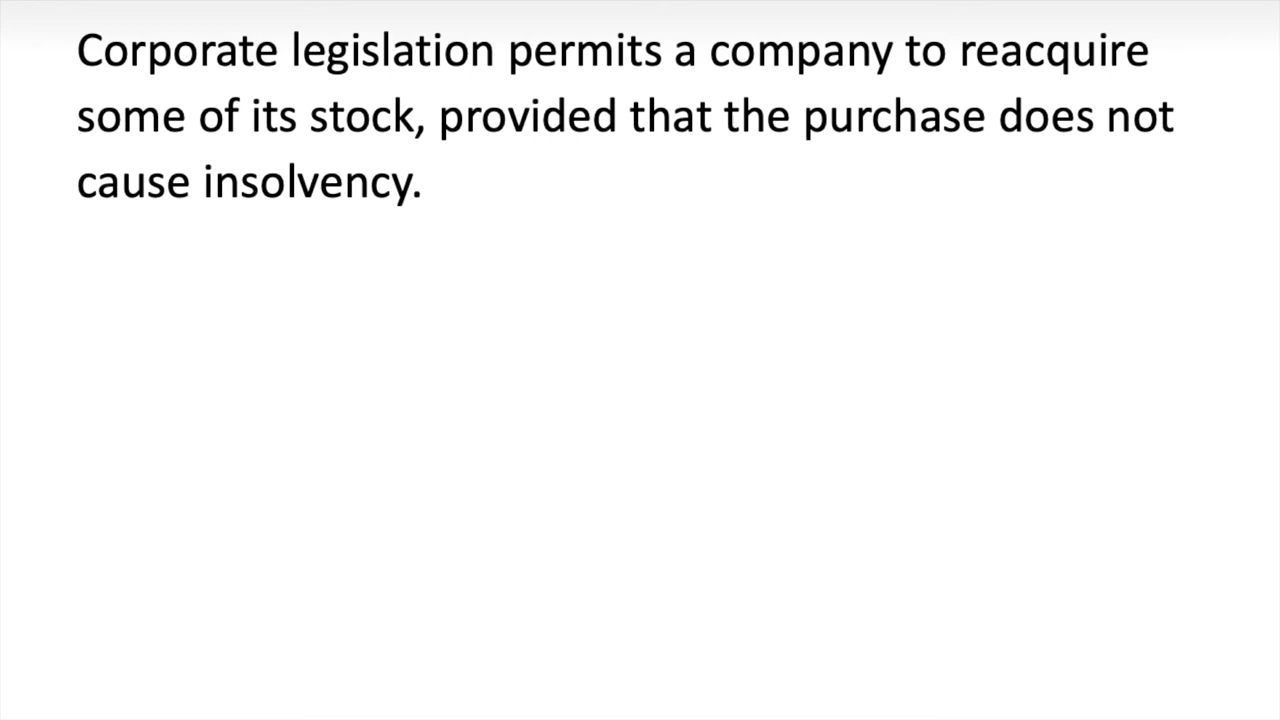 Corporate legislation permits a company to reacquire
some of its stock, provided that the purchase does not
cause insolvency.